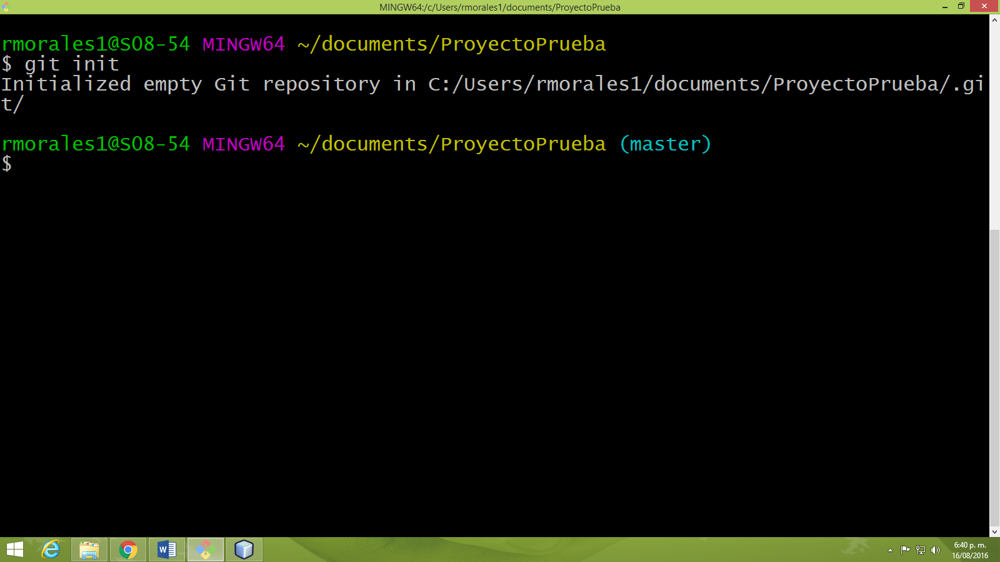 MINGW64:/c/Users/rmorales1/documents/ProyectoPrueba
rmorales1@S08-54 MINGW64 ~/documents/ProyectoPrueba
$ git init
Initialized empty Git repository in C:/Users/rmorales1/documents/ProyectoPrueba/.gi
t/
rmorales1@S08-54 MINGW64 ~/documents/ProyectoPrueba (master)
$
6:40 p. m.
16/08/2016